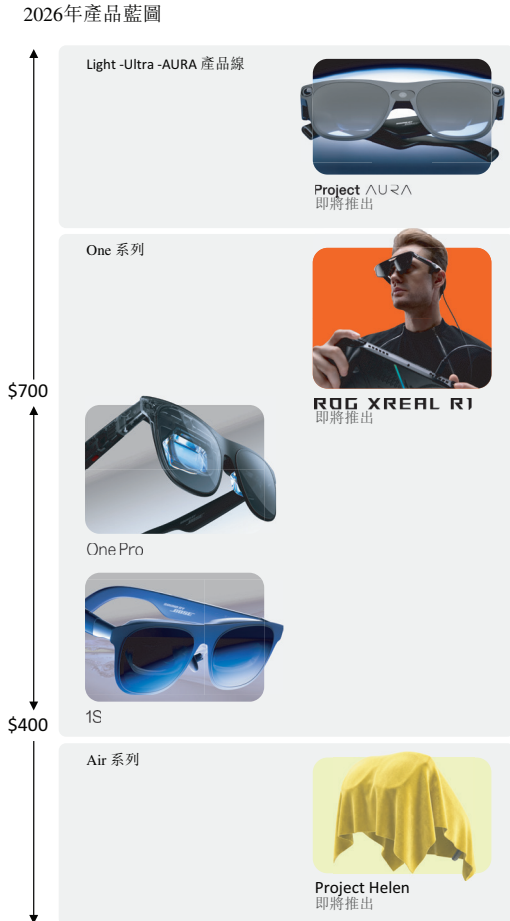 2026年產品藍圖
Light -Ultra -AURA 產品線
Project AURA
即將推出
One 系列
$700
ROG XREAL R1
即將推出
One Pro
1S
$400
Air 系列
Project Helen
即將推出